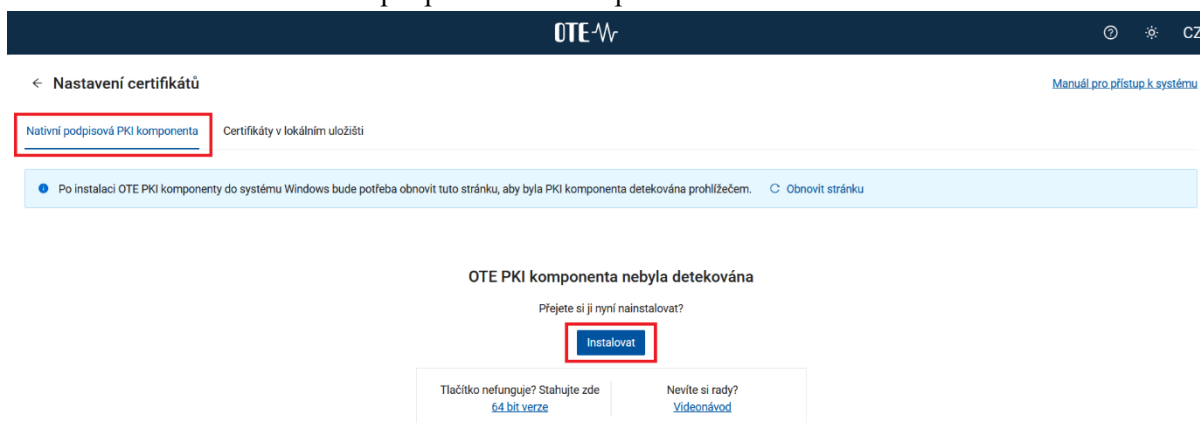 OTE
CZ
← Nastavení certifikátů
Manuál pro přístup k systému
Nativní podpisová PKI komponenta Certifikáty v lokálním uložišti
Po instalaci OTE PKI komponenty do systému Windows bude potřeba obnovit tuto stránku, aby byla PKI komponenta detekována prohlížečem. Obnovit stránku
OTE PKI komponenta nebyla detekována
Přejete si ji nyní nainstalovat?
Instalovat
Tlačítko nefunguje? Stahujte zde Nevíte si rady?
64 bit verze Videonávod